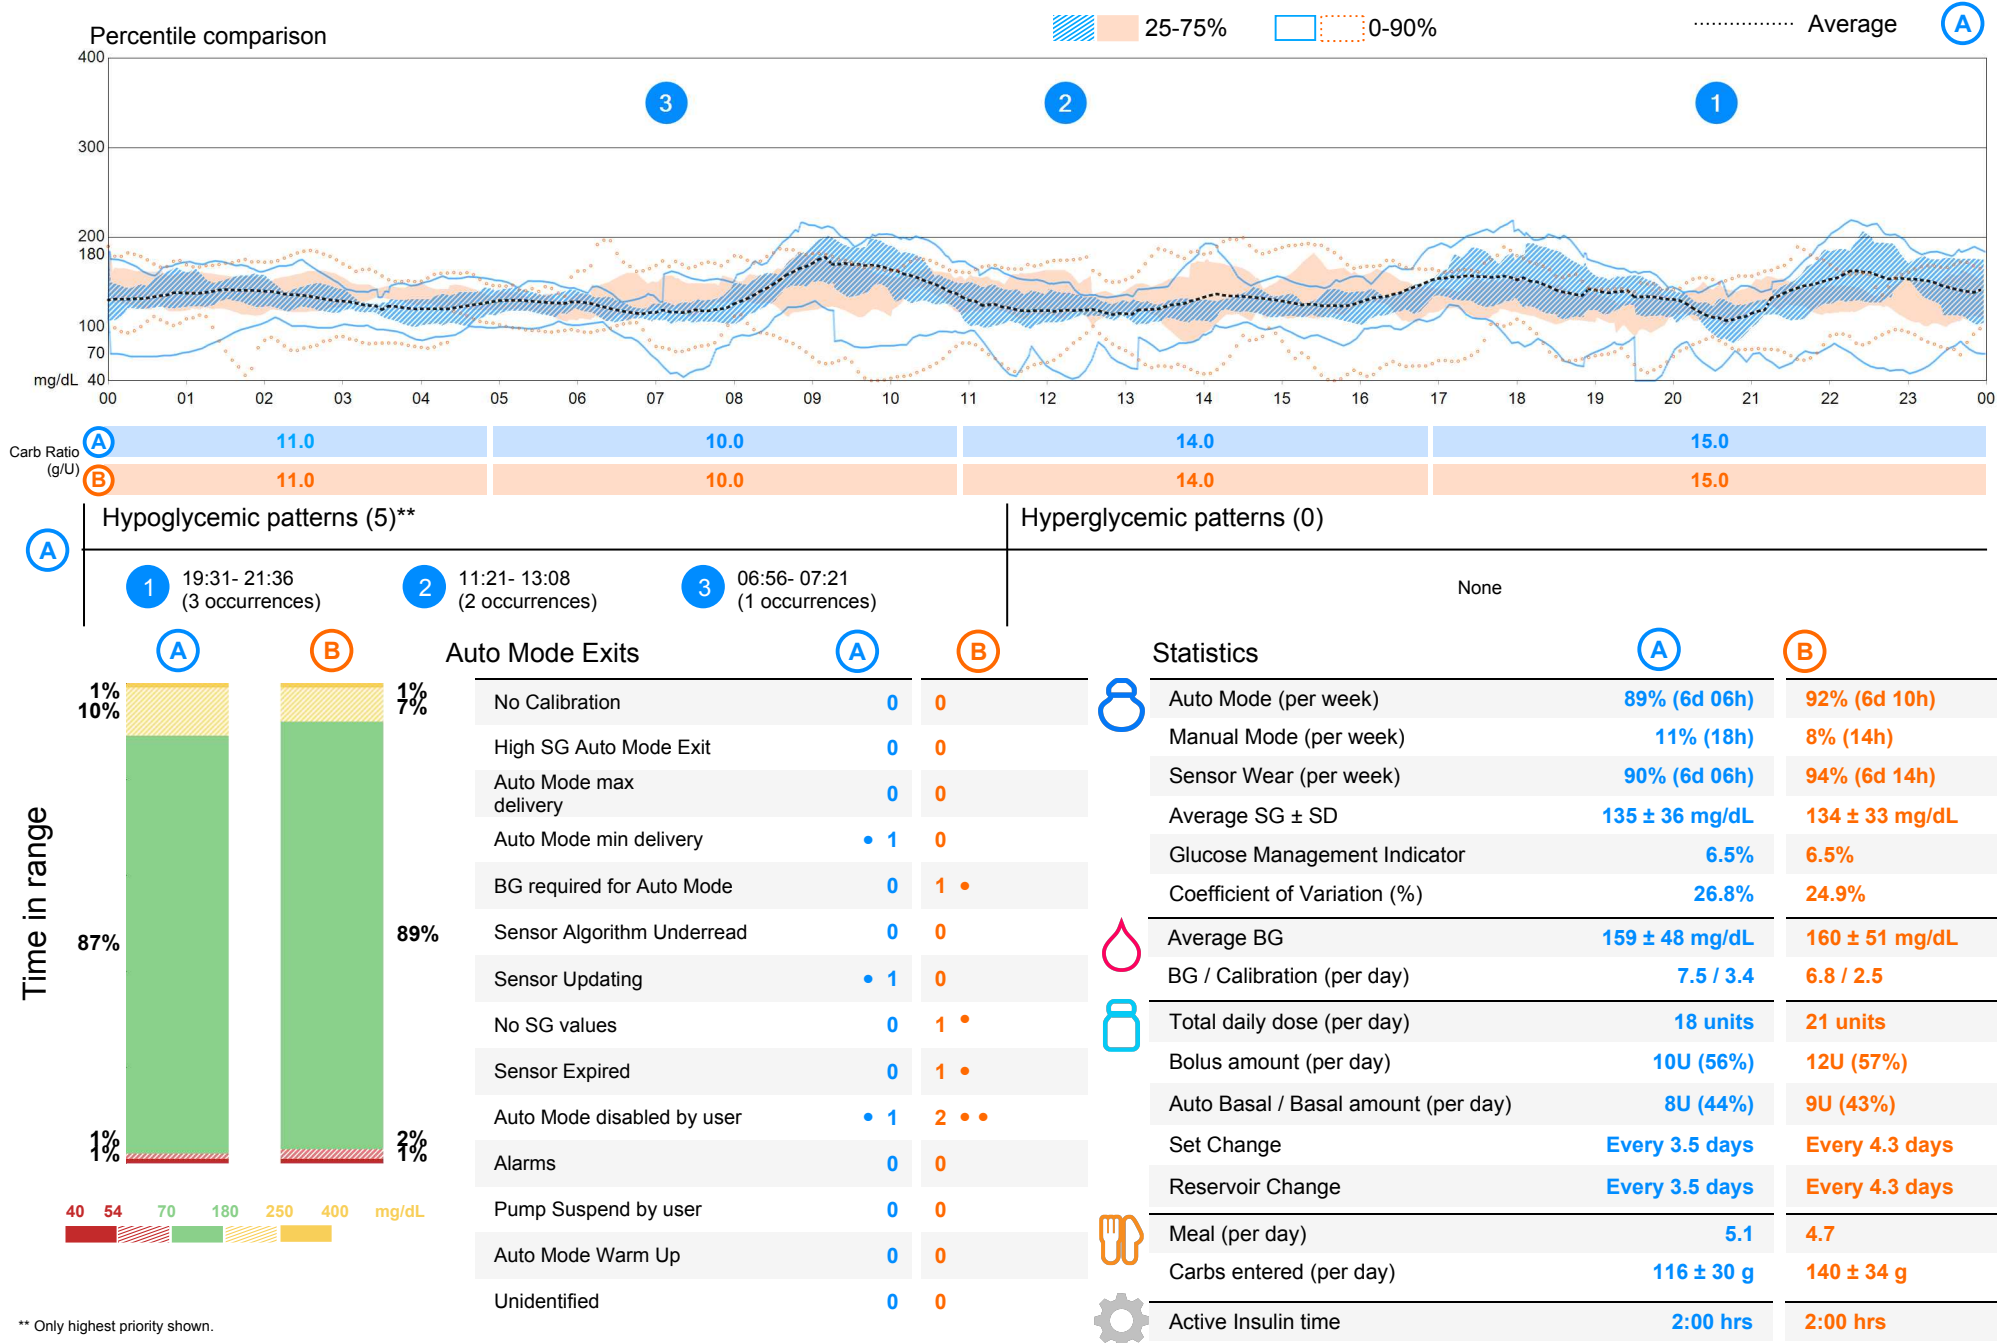 25-75%
0-90%
Average
A
Percentile comparison
400
300
200
180
100
70
mg/dL 40
3
2
1
00 01 02 03 04 05 06 07 08 09 10 11 12 13 14 15 16 17 18 19 20 21 22 23 00
Carb Ratio
(g/U)
A 11.0 10.0 14.0 15.0
B 11.0 10.0 14.0 15.0
A
Hypoglycemic patterns (5)**
Hyperglycemic patterns (0)
1 19:31- 21:36
(3 occurrences)
2 11:21- 13:08
(2 occurrences)
3 06:56- 07:21
(1 occurrences)
None
A
B
Time in range
1%
10%
87%
1%
1%
1%
7%
89%
2%
1%
40 54 70 180 250 400 mg/dL
Auto Mode Exits A B
No Calibration 0 0
High SG Auto Mode Exit 0 0
Auto Mode max
delivery 0 0
Auto Mode min delivery 1 0
BG required for Auto Mode 0 1
Sensor Algorithm Underread 0 0
Sensor Updating 1 0
No SG values 0 1
Sensor Expired 0 1
Auto Mode disabled by user 1 2
Alarms 0 0
Pump Suspend by user 0 0
Auto Mode Warm Up 0 0
Unidentified 0 0
Statistics A B
Auto Mode (per week) 89% (6d 06h) 92% (6d 10h)
Manual Mode (per week) 11% (18h) 8% (14h)
Sensor Wear (per week) 90% (6d 06h) 94% (6d 14h)
Average SG ± SD 135 ± 36 mg/dL 134 ± 33 mg/dL
Glucose Management Indicator 6.5% 6.5%
Coefficient of Variation (%) 26.8% 24.9%
Average BG 159 ± 48 mg/dL 160 ± 51 mg/dL
BG / Calibration (per day) 7.5 / 3.4 6.8 / 2.5
Total daily dose (per day) 18 units 21 units
Bolus amount (per day) 10U (56%) 12U (57%)
Auto Basal / Basal amount (per day) 8U (44%) 9U (43%)
Set Change Every 3.5 days Every 4.3 days
Reservoir Change Every 3.5 days Every 4.3 days
Meal (per day) 5.1 4.7
Carbs entered (per day) 116 ± 30 g 140 ± 34 g
Active Insulin time 2:00 hrs 2:00 hrs
** Only highest priority shown.